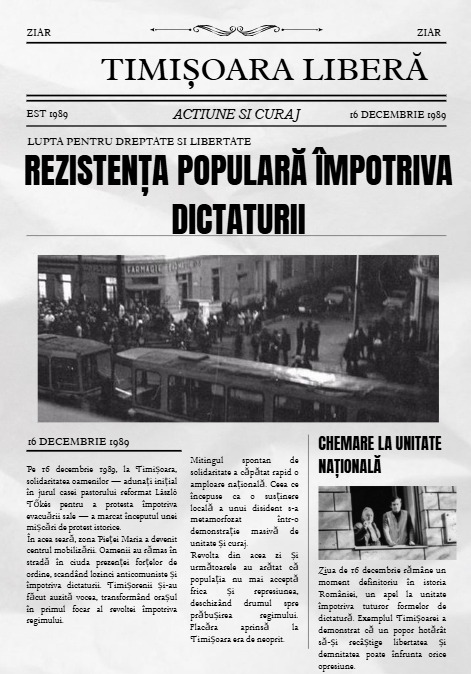 ZIAR
ZIAR
TIMIȘOARA LIBERĂ
EST 1989
ACTIUNE SI CURAJ
16 DECEMBRIE 1989
LUPTA PENTRU DREPTATE SI LIBERTATE
REZISTENȚA POPULARĂ ÎMPOTRIVA
DICTATURII
FARMACIE
16 DECEMBRIE 1989
Pe 16 decembrie 1989, la Timișoara,
solidaritatea oamenilor — adunați inițial
în jurul casei pastorului reformat László
Tőkés pentru a protesta împotriva
evacuării sale — a marcat începutul unei
mișcări de protest istorice.
În acea seară, zona Pieței Maria a devenit
centrul mobilizării. Oamenii au rămas în
stradă în ciuda prezenței forțelor de
ordine, scandând lozinci anticomuniste și
împotriva dictaturii. Timișorenii și-au
făcut auzită vocea, transformând orașul
în primul focar al revoltei împotriva
regimului.
Mitingul spontan de
solidaritate a căpătat rapid o
amploare națională. Ceea ce
începuse ca o susținere
locală a unui disident s-a
metamorfozat într-o
demonstrație masivă de
unitate și curaj.
Revolta din acea zi și
următoarele au arătat că
populația nu mai acceptă
frica și represiunea,
deschizând drumul spre
prăbușirea regimului.
Flacăra aprinsă la
Timișoara era de neoprit.
CHEMARE LA UNITATE
NAȚIONALĂ
Ziua de 16 decembrie rămâne un
moment definitoriu în istoria
României, un apel la unitate
împotriva tuturor formelor de
dictatură. Exemplul Timișoarei a
demonstrat că un popor hotărât
să-și recâștige libertatea și
demnitatea poate înfrunta orice
opresiune.